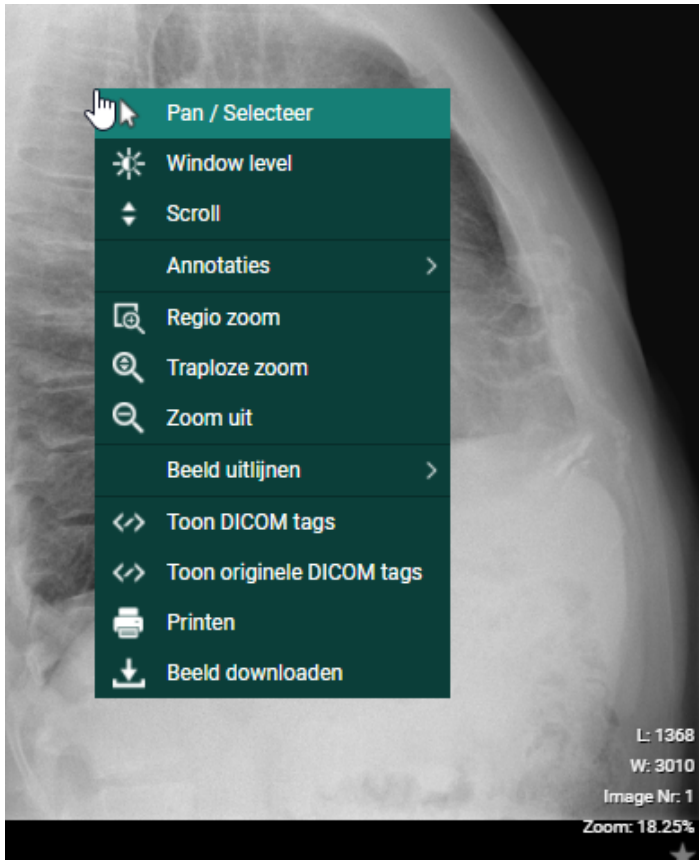 Pan / Selecteer
Window level
Scroll
Annotaties
Regio zoom
Traploze zoom
Zoom uit
Beeld uitlijnen
Toon DICOM tags
Toon originele DICOM tags
Printen
Beeld downloaden
L: 1368
W: 3010
Image Nr: 1
Zoom: 18.25%